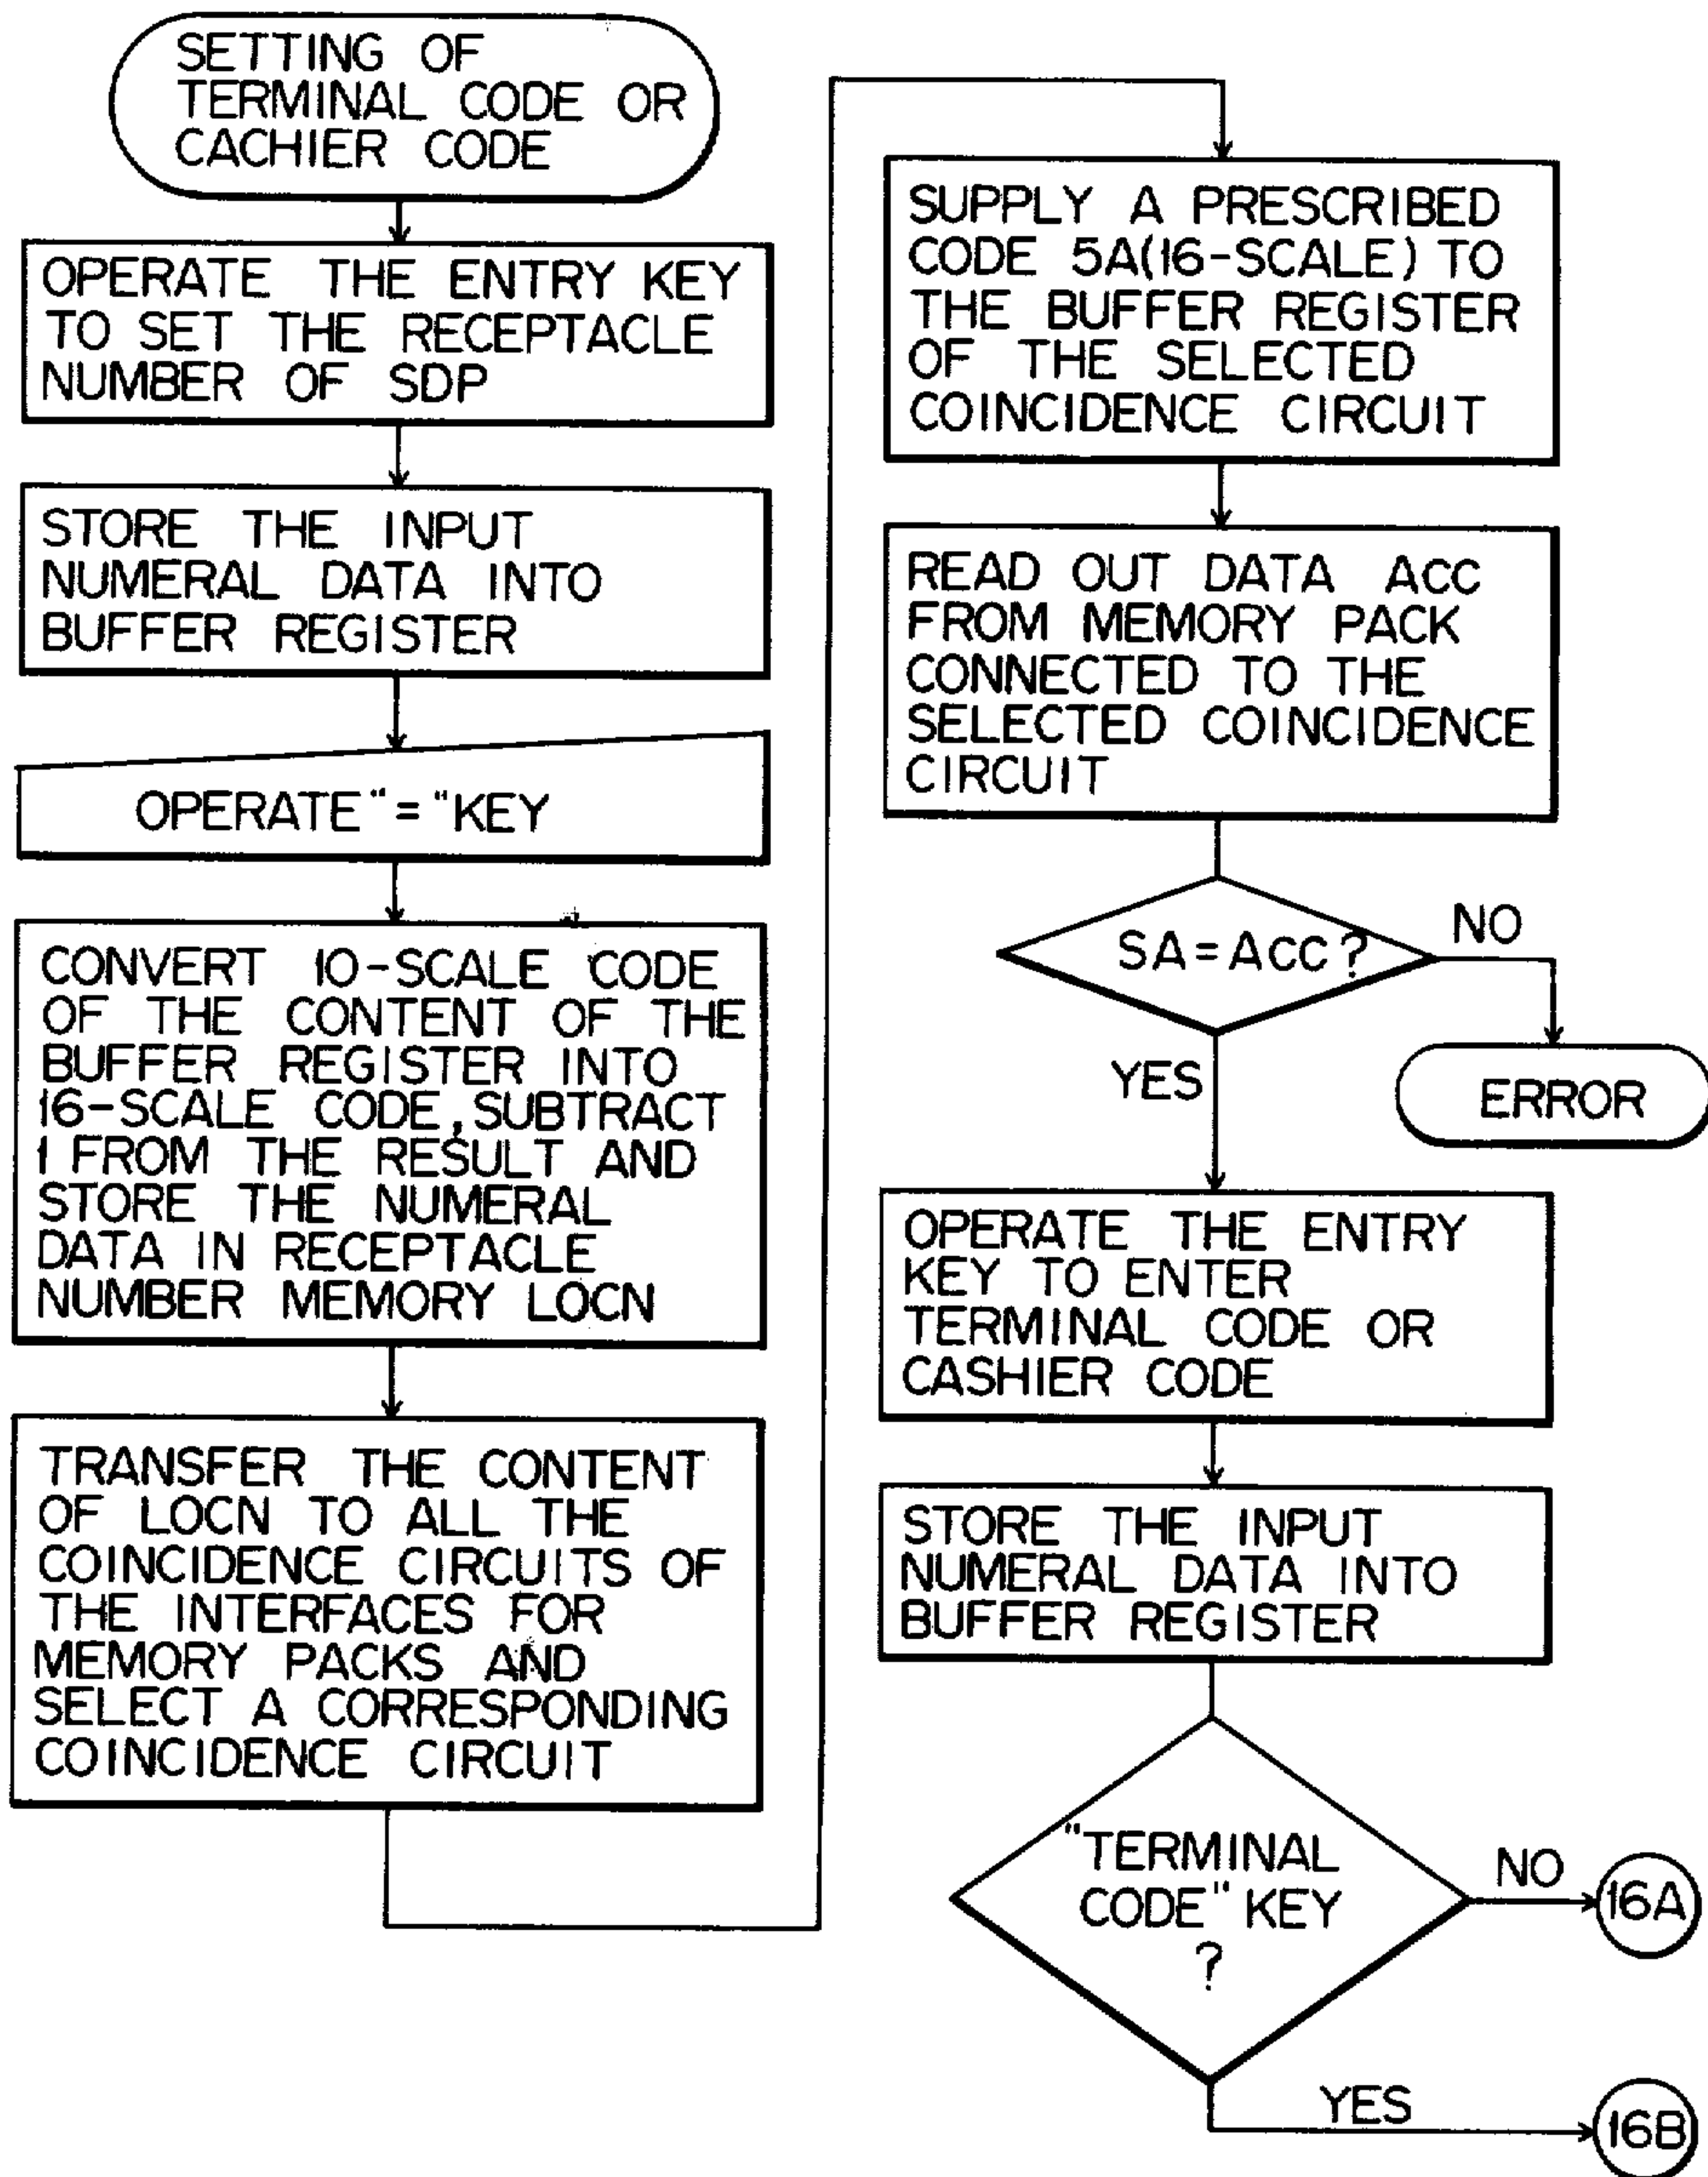 SETTING OF
TERMINAL CODE OR
CACHIER CODE
OPERATE THE ENTRY KEY
TO SET THE RECEPTACLE
NUMBER OF SDP
STORE THE INPUT
NUMERAL DATA INTO
BUFFER REGISTER
OPERATE "=" KEY
CONVERT 10-SCALE CODE
OF THE CONTENT OF THE
BUFFER REGISTER INTO
16-SCALE CODE, SUBTRACT
1 FROM THE RESULT AND
STORE THE NUMERAL
DATA IN RECEPTACLE
NUMBER MEMORY LOCN
TRANSFER THE CONTENT
OF LOCN TO ALL THE
COINCIDENCE CIRCUITS OF
THE INTERFACES FOR
MEMORY PACKS AND
SELECT A CORRESPONDING
COINCIDENCE CIRCUIT
SUPPLY A PRESCRIBED
CODE 5A(16-SCALE) TO
THE BUFFER REGISTER
OF THE SELECTED
COINCIDENCE CIRCUIT
READ OUT DATA ACC
FROM MEMORY PACK
CONNECTED TO THE
SELECTED COINCIDENCE
CIRCUIT
SA=ACC?
NO
ERROR
YES
OPERATE THE ENTRY
KEY TO ENTER
TERMINAL CODE OR
CASHIER CODE
STORE THE INPUT
NUMERAL DATA INTO
BUFFER REGISTER
"TERMINAL
CODE" KEY
?
NO
16A
YES
16B